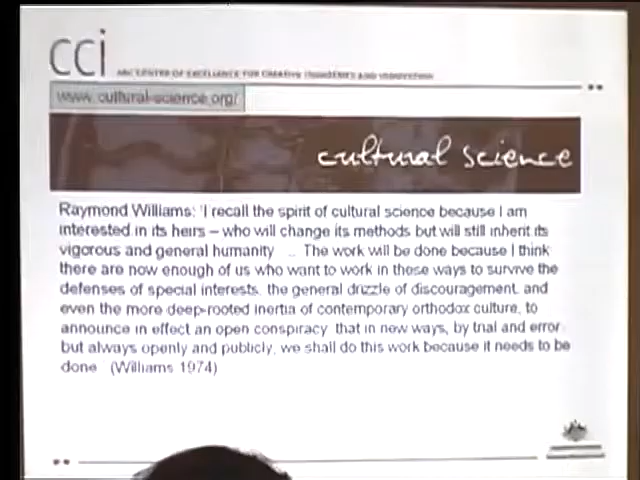 cci
ARC CENTRE OF EXCELLENCE FOR CREATIVE INDUSTRIES AND INNOVATION
www.cultural-science.org/
cultural science
Raymond Williams: 'I recall the spirit of cultural science because I am
interested in its heirs – who will change its methods but will still inherit its
vigorous and general humanity ... The work will be done because I think
there are now enough of us who want to work in these ways to survive the
defenses of special interests, the general drizzle of discouragement, and
even the more deep-rooted inertia of contemporary orthodox culture, to
announce in effect an open conspiracy: that in new ways, by trial and error
but always openly and publicly, we shall do this work because it needs to be
done' (Williams 1974)